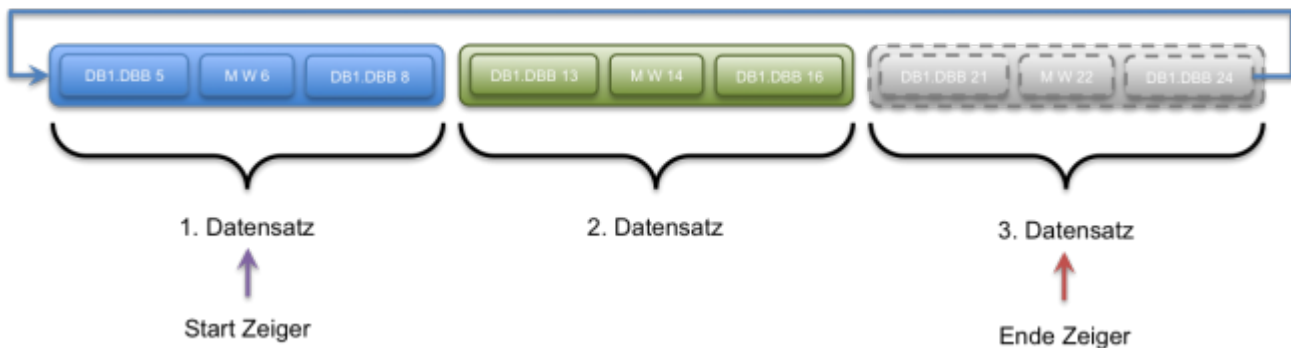 DB1.DBB 5 M W 6 DB1.DBB 8 DB1.DBB 13 M W 14 DB1.DBB 16 DB1.DBB 21 M W 22 DB1.DBB 24
1. Datensatz 2. Datensatz 3. Datensatz
Start Zeiger Ende Zeiger